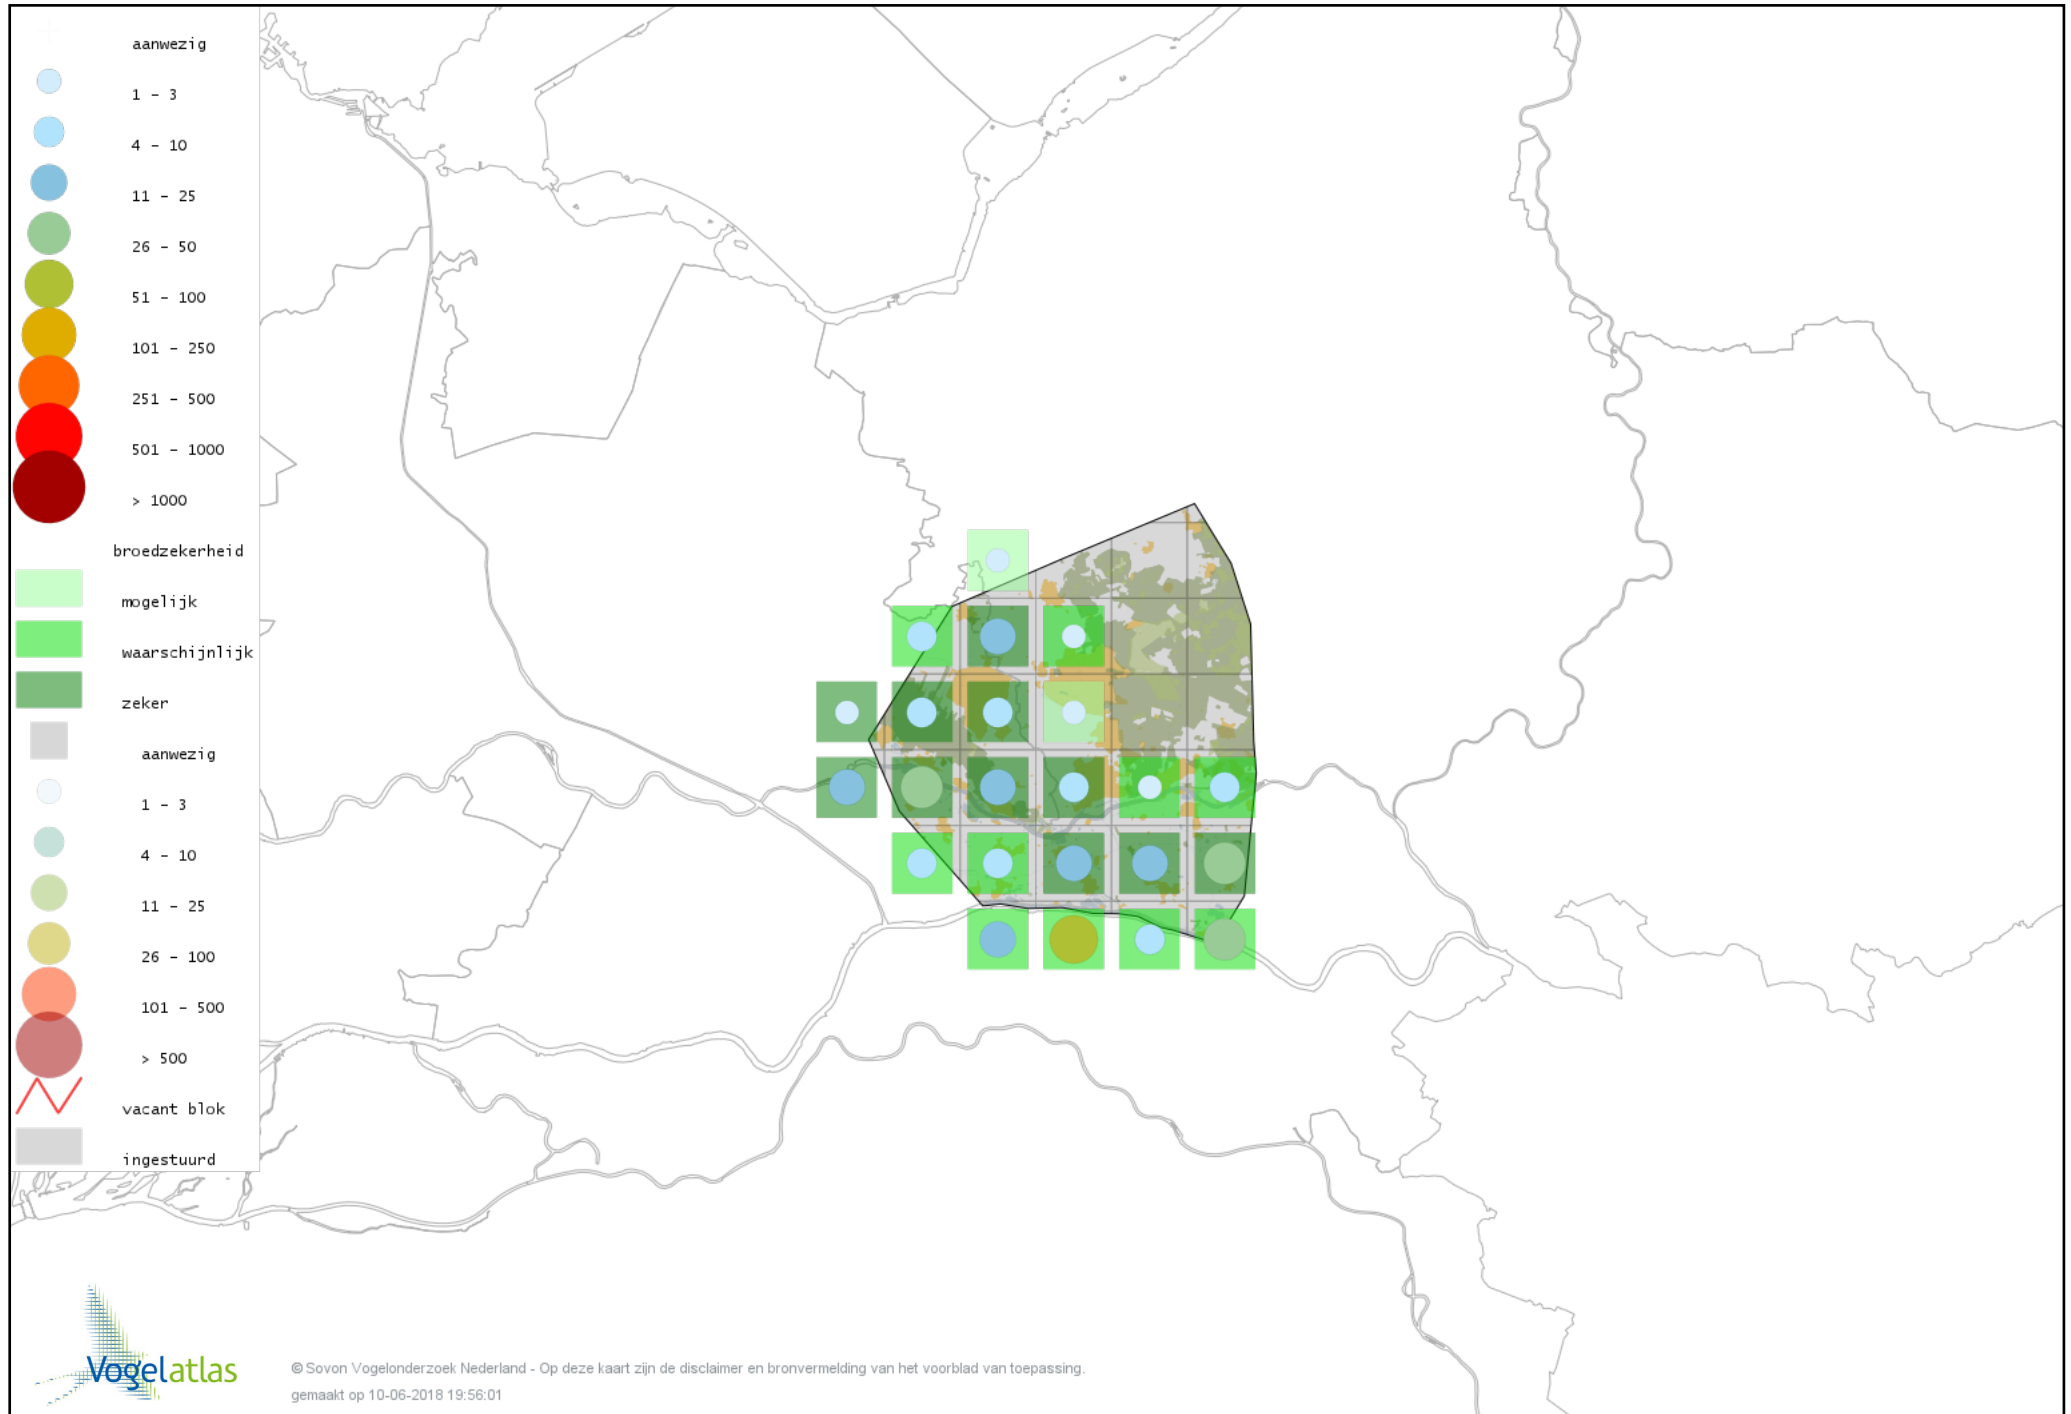 aanwezig
1 - 3
4 - 10
11 - 25
26 - 50
51 - 100
101 - 250
251 - 500
501 - 1000
> 1000
broedzekerheid
mogelijk
waarschijnlijk
zeker
aanwezig
1 - 3
4 - 10
11 - 25
26 - 100
101 - 500
> 500
vacant blok
ingestuurd
Vogelatlas
© Sovon Vogelonderzoek Nederland - Op deze kaart zijn de disclaimer en bronvermelding van het voorblad van toepassing.
gemaakt op 10-06-2018 19:56:01